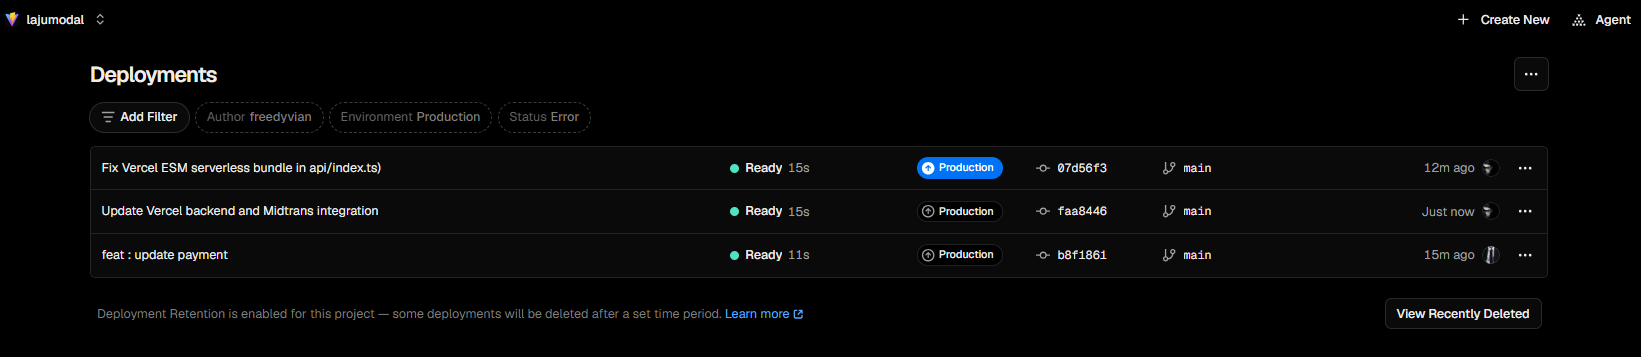 lajumodal
Create New
Agent
Deployments
Add Filter
Author freedyvian
Environment Production
Status Error
Fix Vercel ESM serverless bundle in api/index.ts) Ready 15s Production 07d56f3 main 12m ago
Update Vercel backend and Midtrans integration Ready 15s Production faa8446 main Just now
feat : update payment Ready 11s Production b8f1861 main 15m ago
Deployment Retention is enabled for this project — some deployments will be deleted after a set time period. Learn more
View Recently Deleted